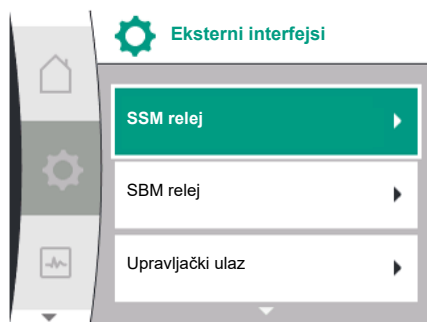 Eksterni interfejsi
SSM relej
SBM relej
Upravljački ulaz